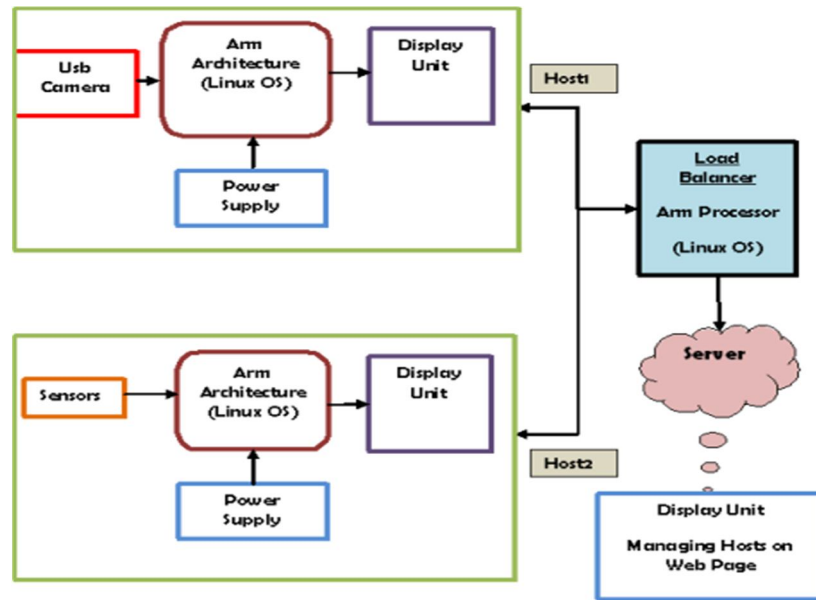 Usb
Camera
Arm
Architecture
(Linux OS)
Display
Unit
Power
Supply
Host1
Load
Balancer
Arm Processor
(Linux OS)
Server
Sensors
Arm
Architecture
(Linux OS)
Display
Unit
Power
Supply
Host2
Display Unit
Managing Hosts on
Web Page